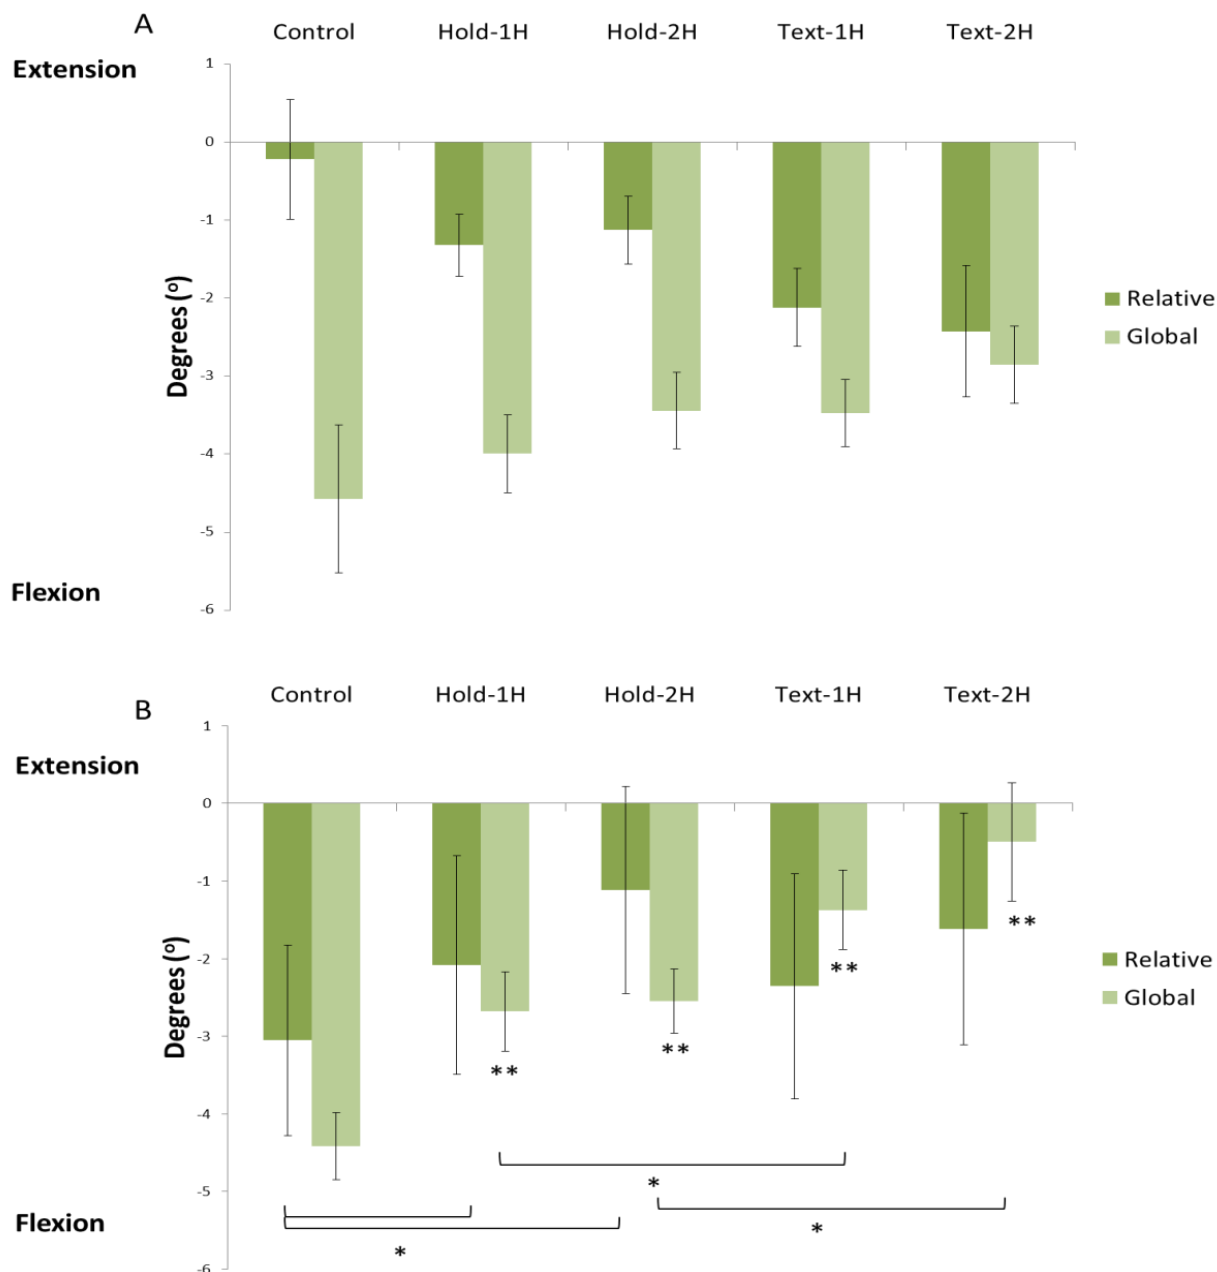 A
Control Hold-1H Hold-2H Text-1H Text-2H
Extension
1
0
-1
-2
-3
-4
-5
-6
Degrees (º)
Relative
Global
Flexion
B
Control Hold-1H Hold-2H Text-1H Text-2H
Extension
1
0
-1
-2
-3
-4
-5
-6
Degrees (º)
**
**
**
**
Relative
Global
*
*
*
Flexion